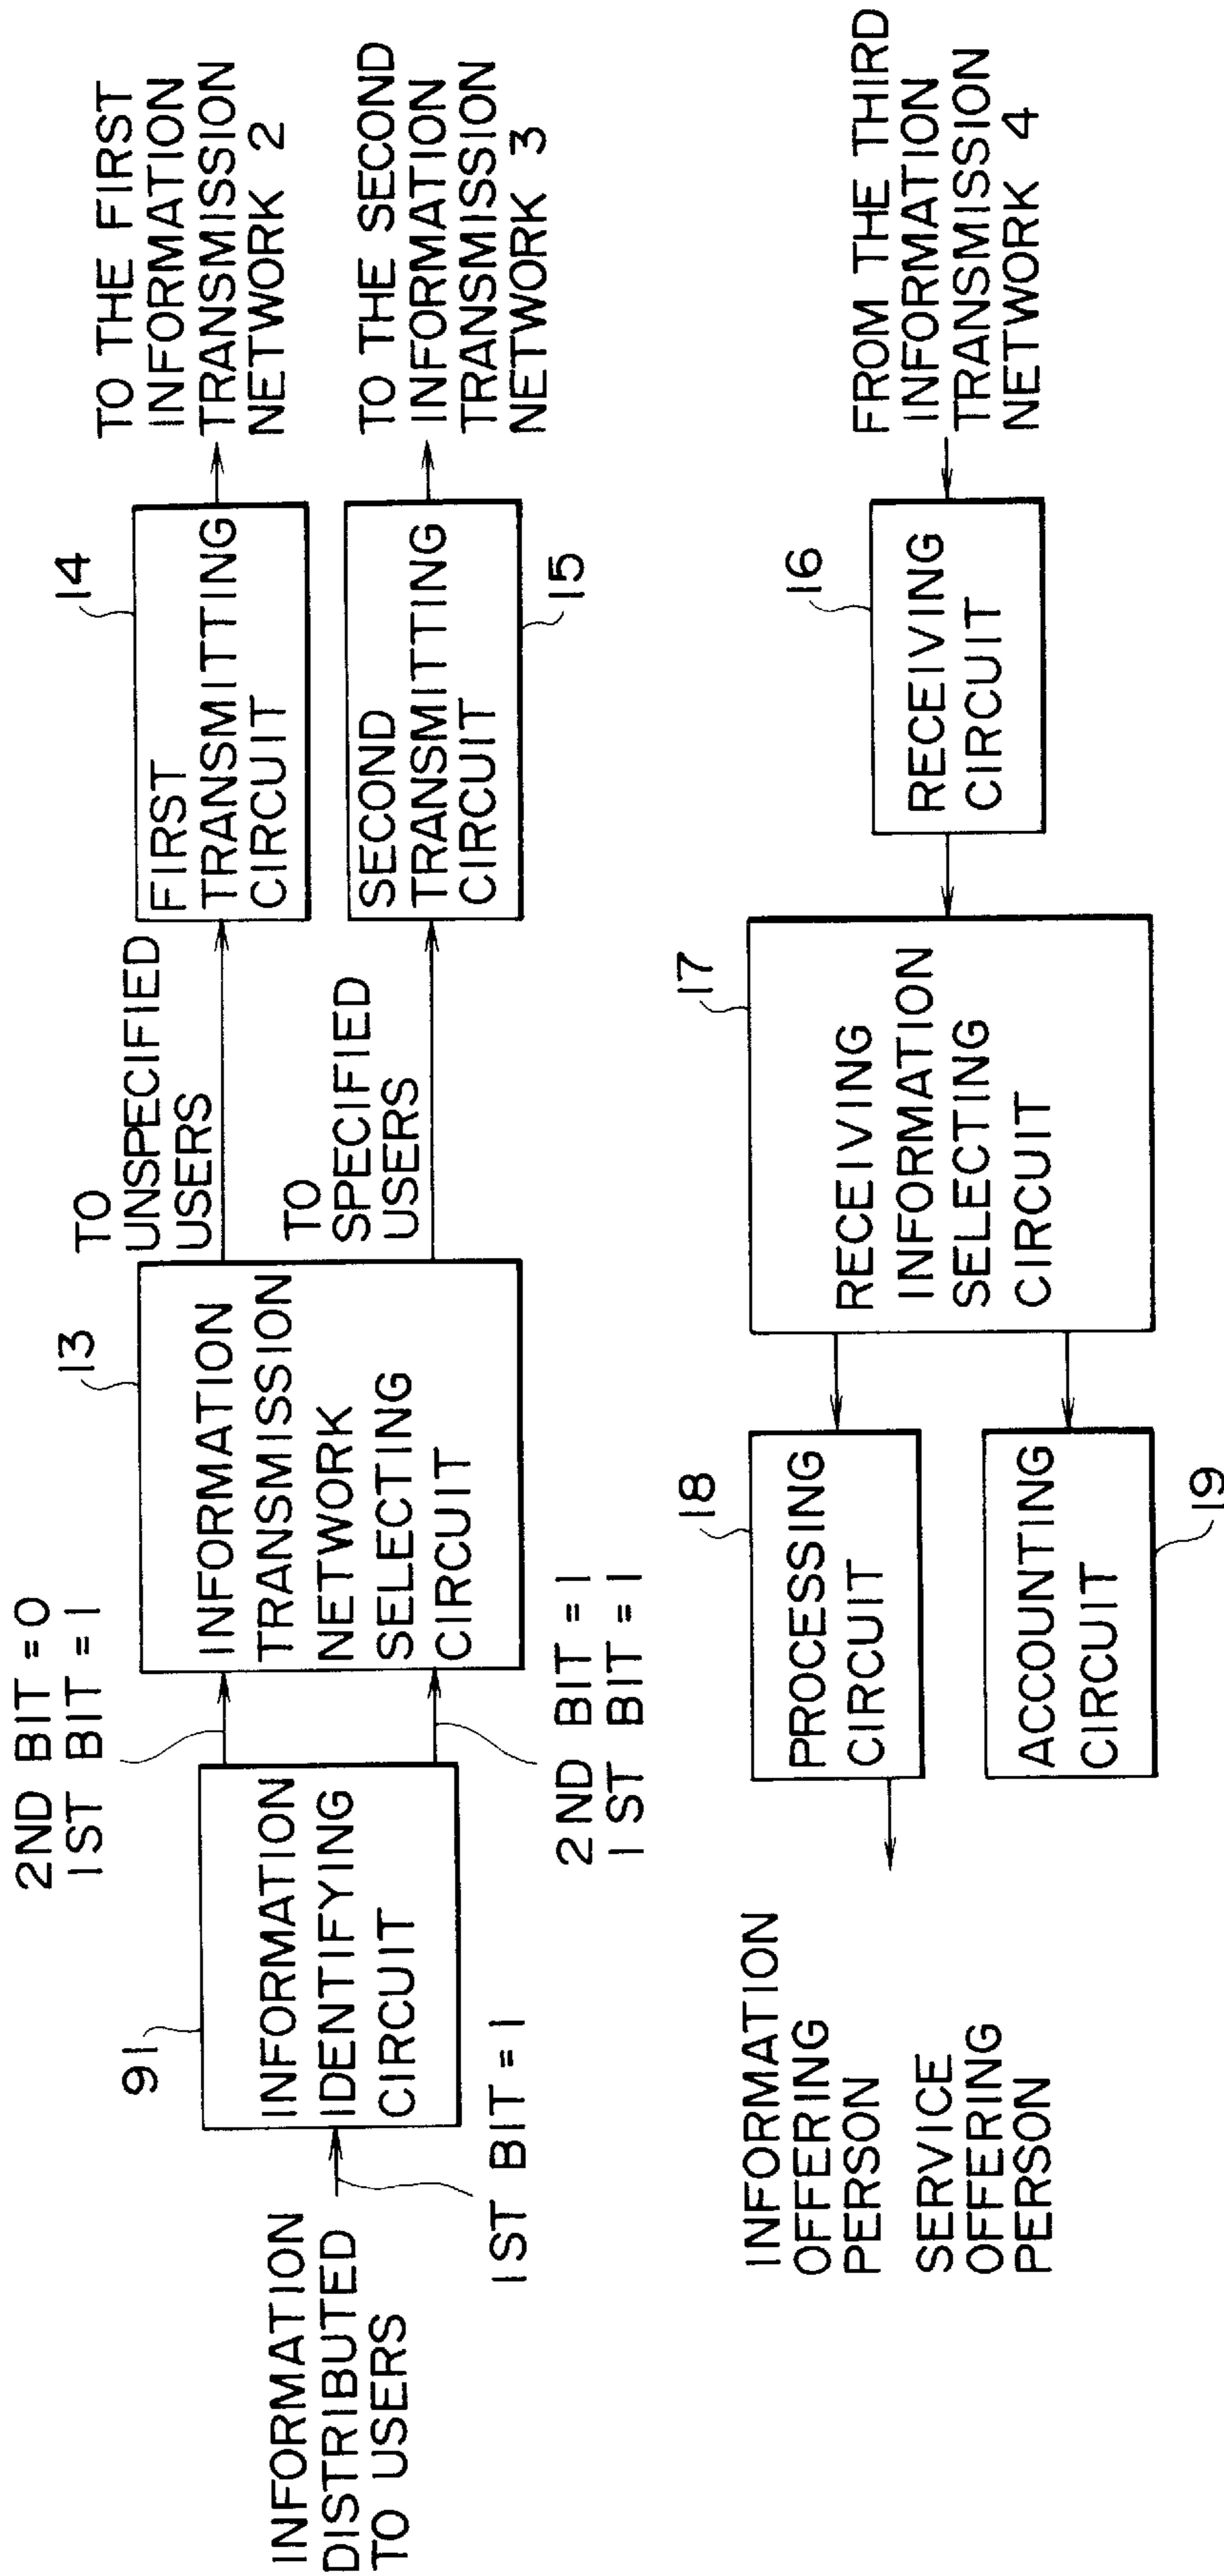 INFORMATION
DISTRIBUTED
TO USERS
1ST BIT = 1
91
INFORMATION
IDENTIFYING
CIRCUIT
2ND BIT = 0
1ST BIT = 1
2ND BIT = 1
1ST BIT = 1
13
INFORMATION
TRANSMISSION
NETWORK
SELECTING
CIRCUIT
TO
UNSPECIFIED
USERS
TO
SPECIFIED
USERS
14
FIRST
TRANSMITTING
CIRCUIT
SECOND
TRANSMITTING
CIRCUIT
15
TO THE FIRST
INFORMATION
TRANSMISSION
NETWORK 2
TO THE SECOND
INFORMATION
TRANSMISSION
NETWORK 3
INFORMATION
OFFERING
PERSON
SERVICE
OFFERING
PERSON
18
PROCESSING
CIRCUIT
ACCOUNTING
CIRCUIT
19
17
RECEIVING
INFORMATION
SELECTING
CIRCUIT
16
RECEIVING
CIRCUIT
FROM THE THIRD
INFORMATION
TRANSMISSION
NETWORK 4